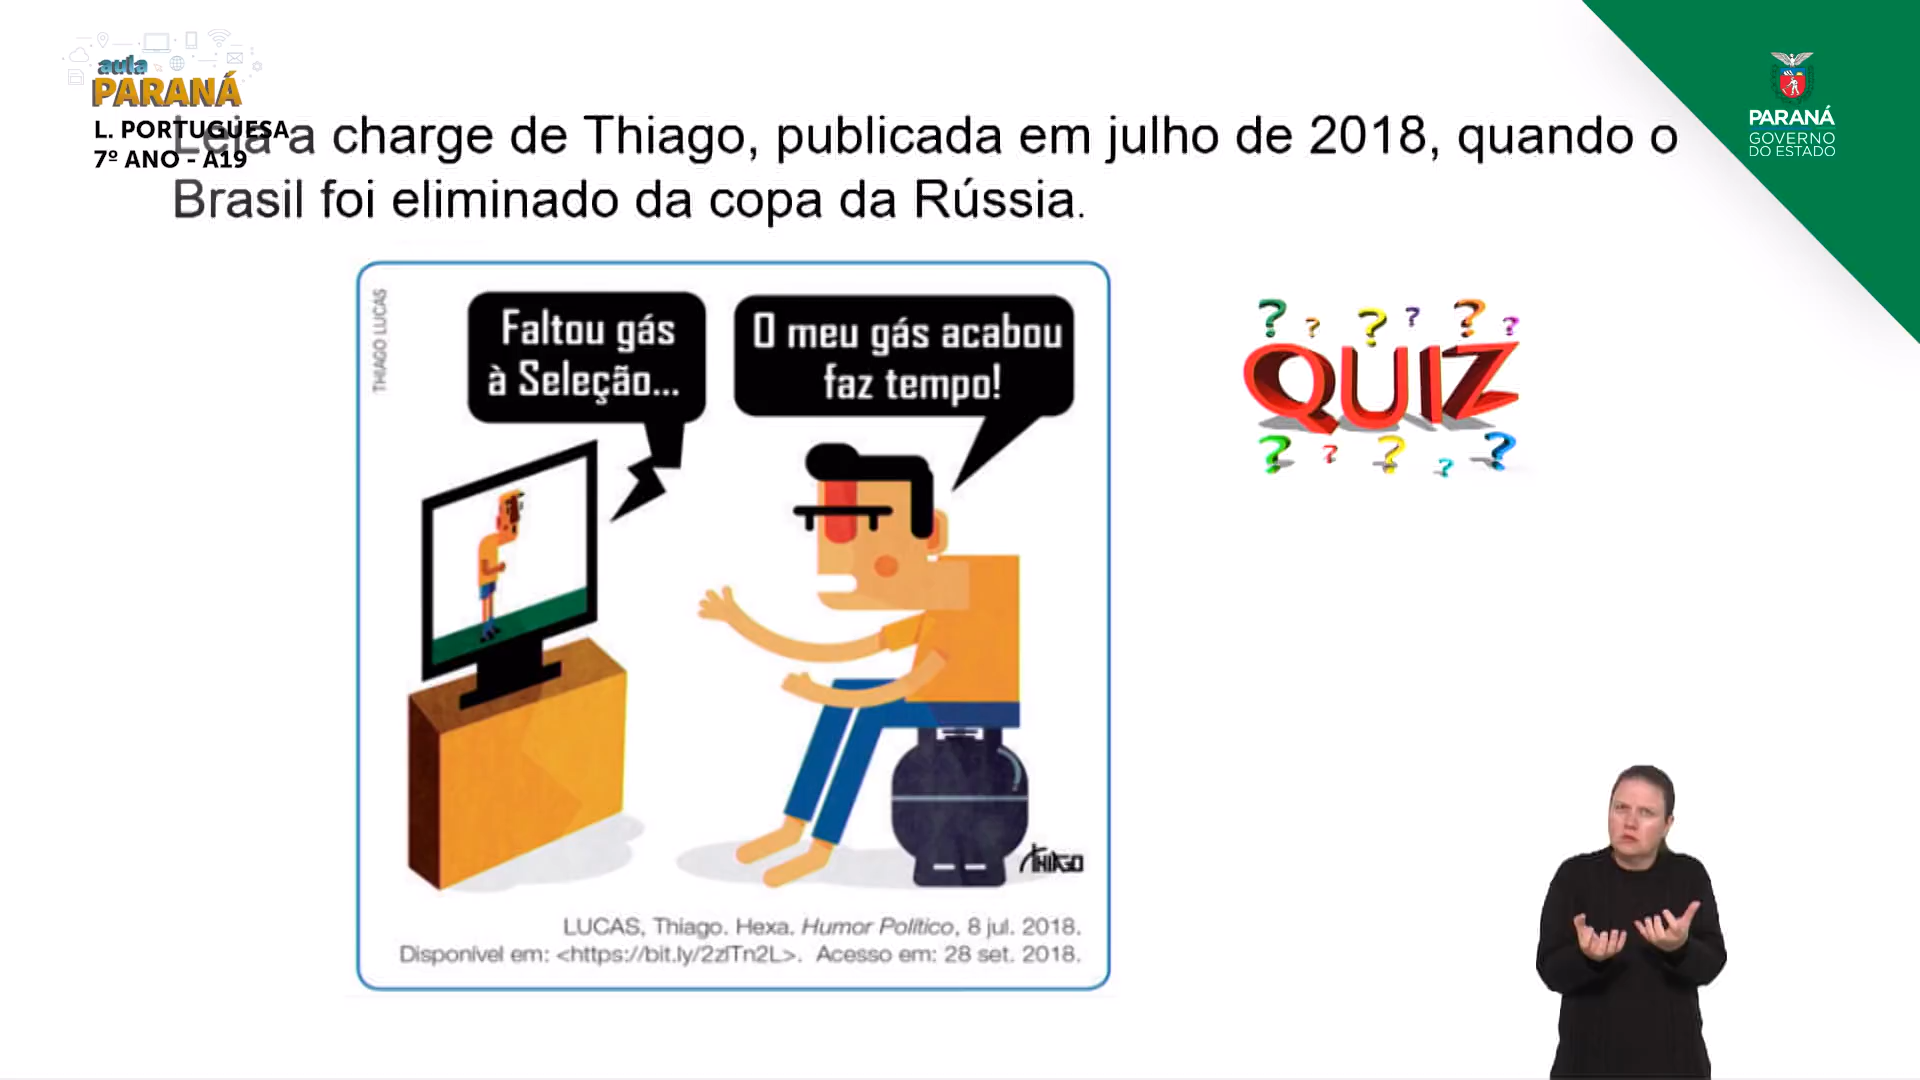 aula
PARANÁ
L. PORTUGUESA
7º ANO - A19
PARANÁ
GOVERNO
DO ESTADO
Leia a charge de Thiago, publicada em julho de 2018, quando o
Brasil foi eliminado da copa da Rússia.
THIAGO LUCAS
Faltou gás
à Seleção...
O meu gás acabou
faz tempo!
THIAGO
LUCAS, Thiago. Hexa. Humor Político, 8 jul. 2018.
Disponível em: <https://bit.ly/2zlTn2L>. Acesso em: 28 set. 2018.
? ? ? ? ? ?
QUIZ
? ? ? ? ?